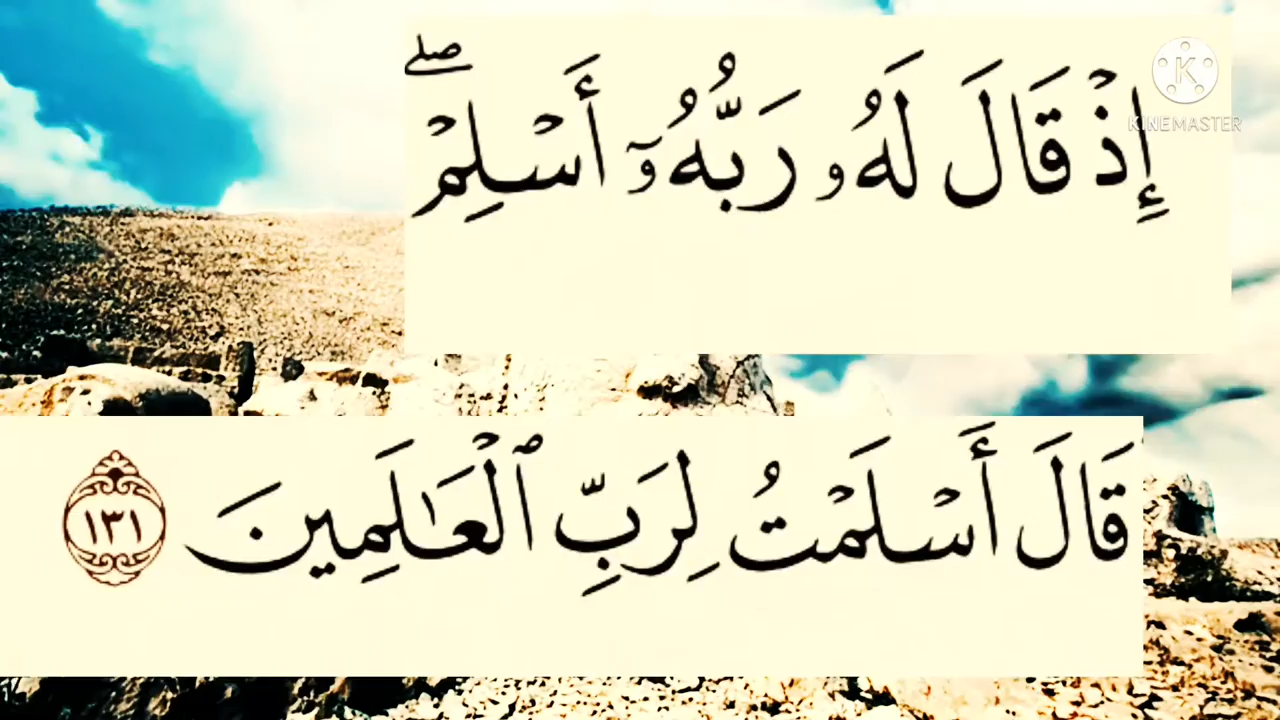 إِذْ قَالَ لَهُۥ رَبُّهُۥٓ أَسْلِمْ ۖ
KINEMASTER
قَالَ أَسْلَمْتُ لِرَبِّ ٱلْعَٰلَمِينَ ١٣١